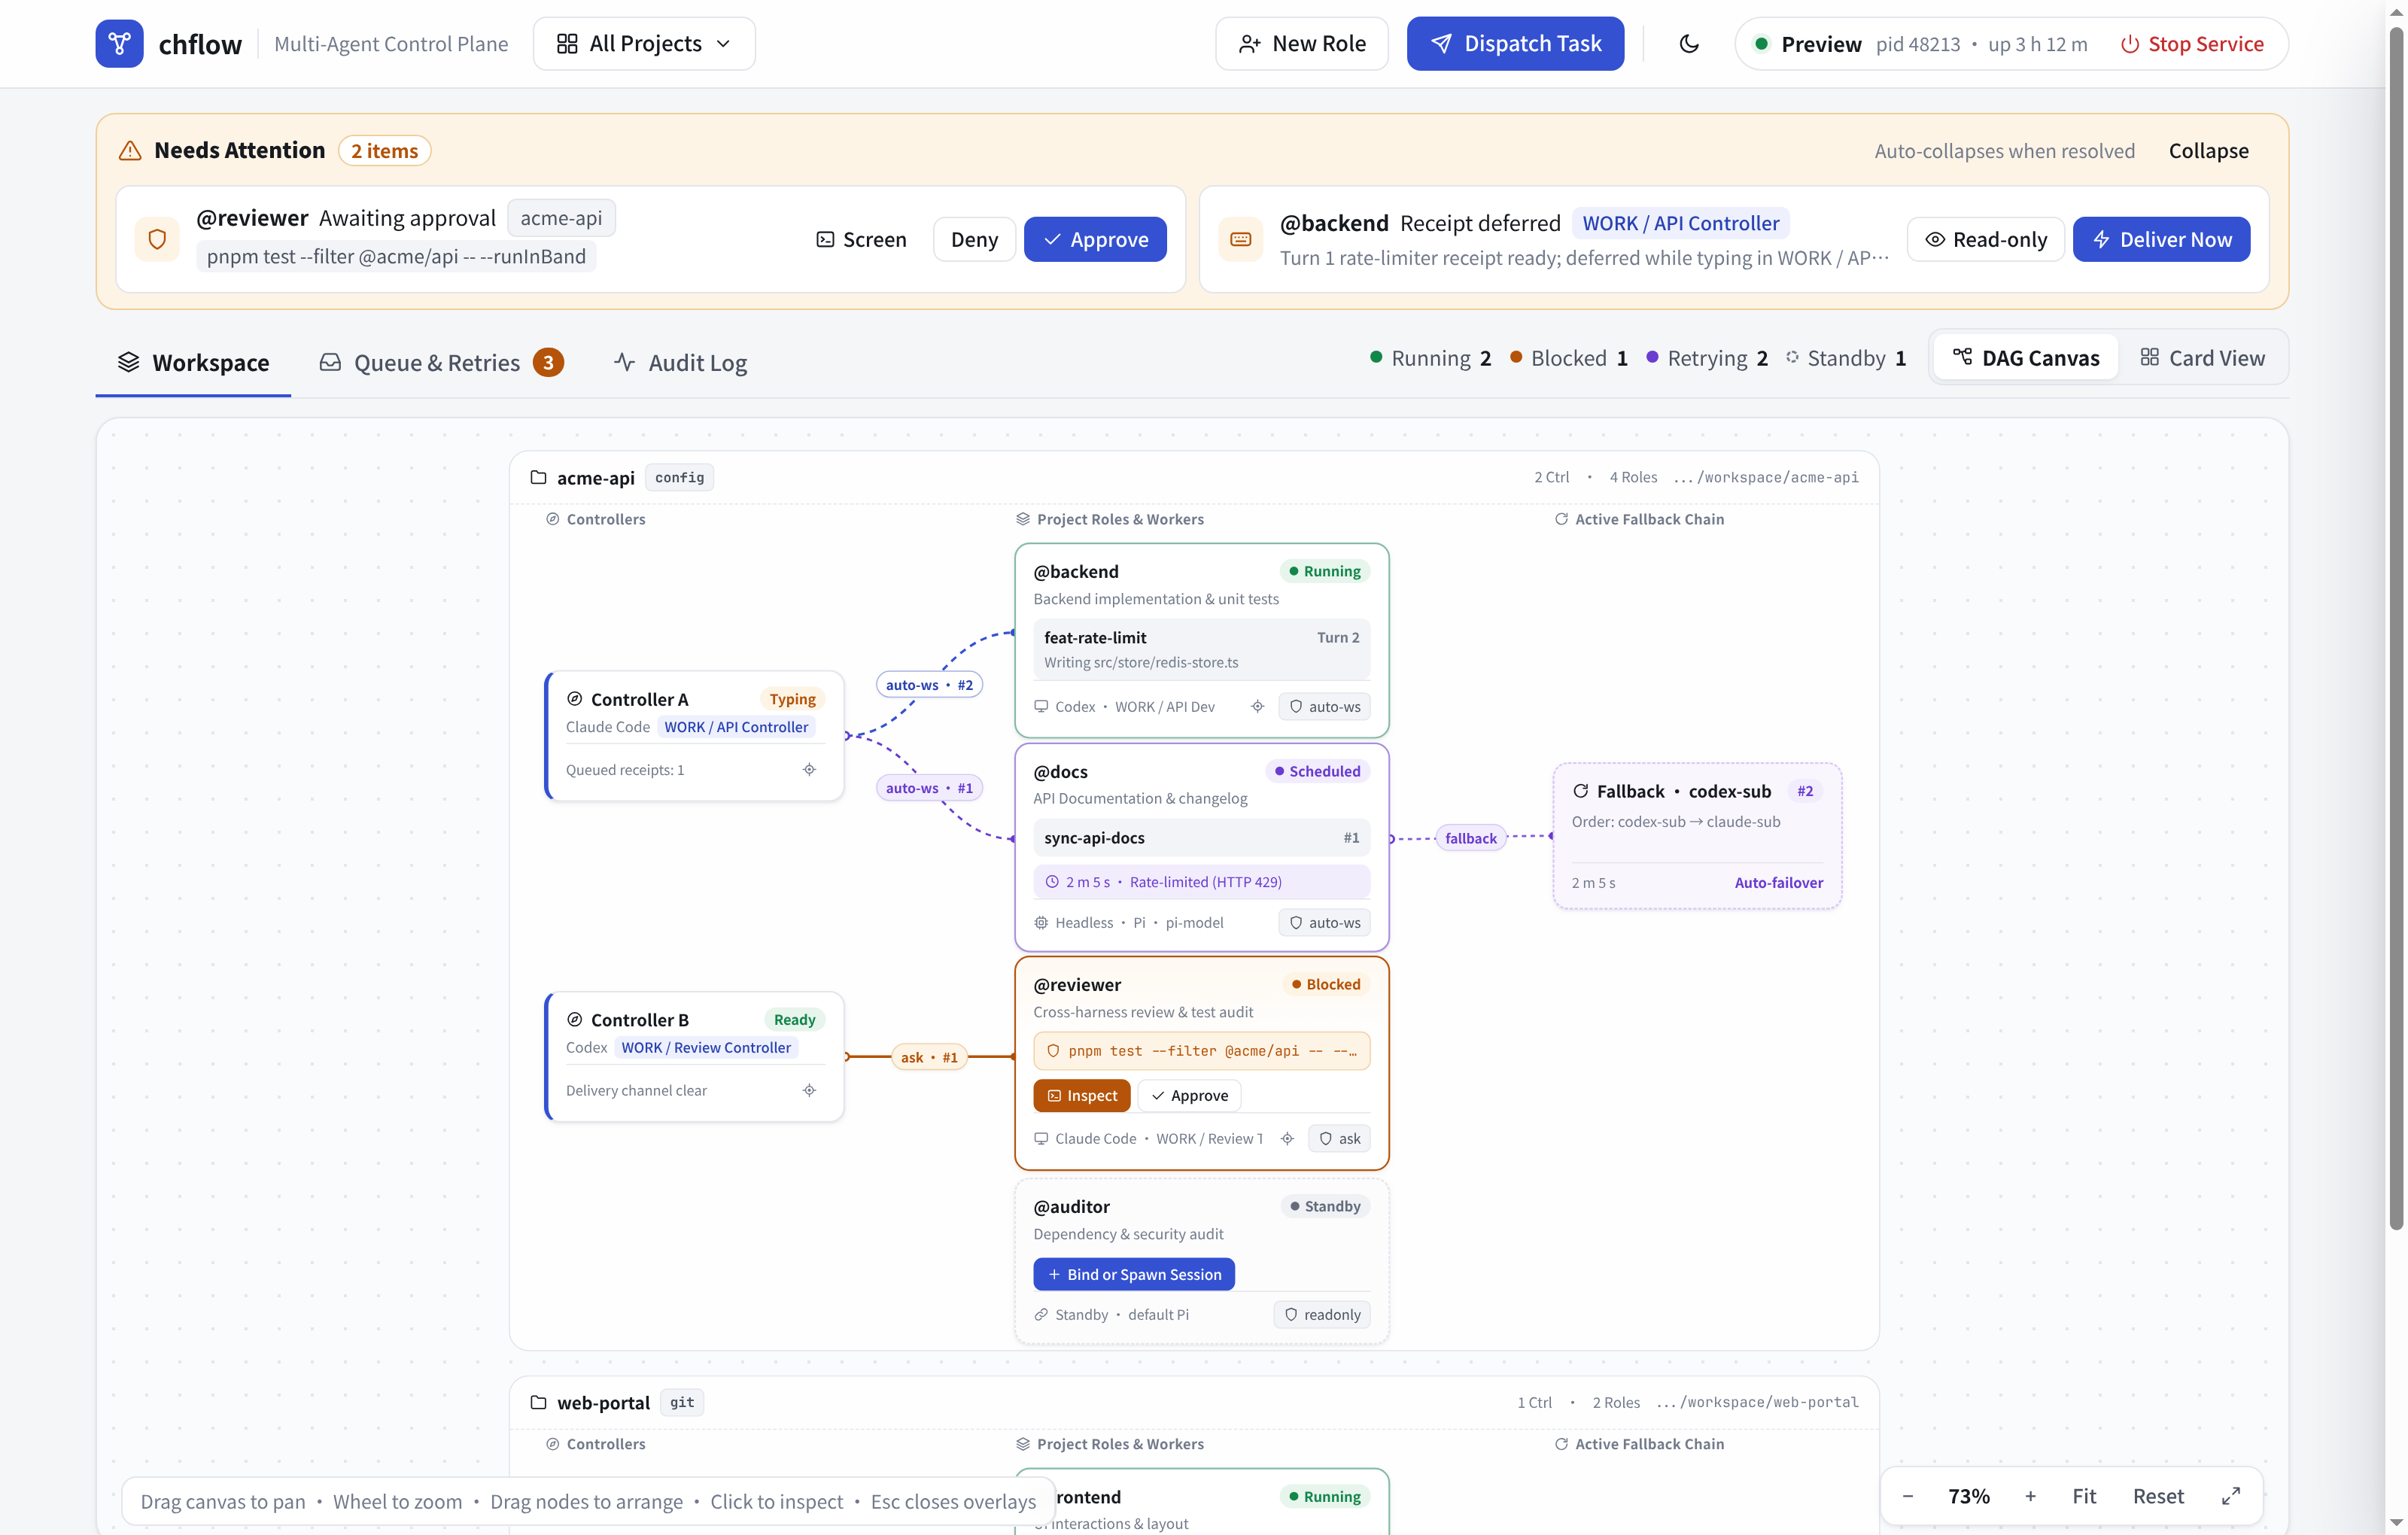 chflow Multi-Agent Control Plane All Projects New Role Dispatch Task Preview pid 48213 • up 3 h 12 m Stop Service
Needs Attention 2 items Auto-collapses when resolved Collapse
@reviewer Awaiting approval acme-api
pnpm test --filter @acme/api -- --runInBand
Screen Deny Approve
@backend Receipt deferred WORK / API Controller
Turn 1 rate-limiter receipt ready; deferred while typing in WORK / AP⋯
Read-only Deliver Now
Workspace Queue & Retries 3 Audit Log Running 2 Blocked 1 Retrying 2 Standby 1 DAG Canvas Card View
acme-api config 2 Ctrl • 4 Roles .../workspace/acme-api
Controllers Project Roles & Workers Active Fallback Chain
Controller A Typing
Claude Code WORK / API Controller
Queued receipts: 1
auto-ws • #2
auto-ws • #1
@backend Running
Backend implementation & unit tests
feat-rate-limit Turn 2
Writing src/store/redis-store.ts
Codex • WORK / API Dev auto-ws
@docs Scheduled
API Documentation & changelog
sync-api-docs #1
2 m 5 s • Rate-limited (HTTP 429)
Headless • Pi • pi-model auto-ws
fallback
Fallback • codex-sub #2
Order: codex-sub → claude-sub
2 m 5 s Auto-failover
Controller B Ready
Codex WORK / Review Controller
Delivery channel clear
ask • #1
@reviewer Blocked
Cross-harness review & test audit
pnpm test --filter @acme/api -- --…
Inspect Approve
Claude Code • WORK / Review ask
@auditor Standby
Dependency & security audit
+ Bind or Spawn Session
Standby • default Pi readonly
web-portal git 1 Ctrl • 2 Roles .../workspace/web-portal
Controllers Project Roles & Workers Active Fallback Chain
rontend Running
interactions & layout
Drag canvas to pan • Wheel to zoom • Drag nodes to arrange • Click to inspect • Esc closes overlays
− 73% + Fit Reset